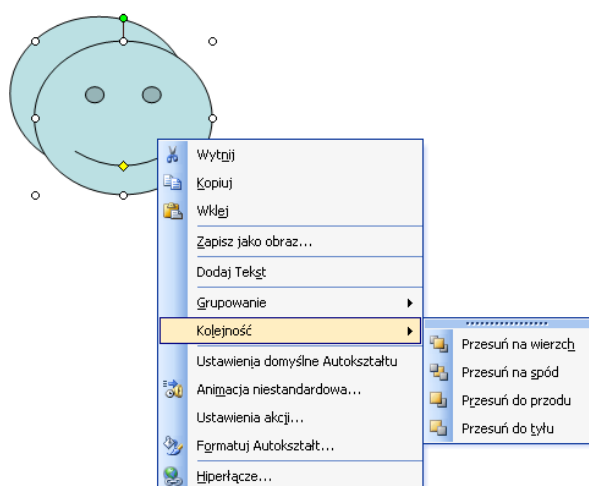 Wytnij
Kopiuj
Wklej
Zapisz jako obraz...
Dodaj Tekst
Grupowanie
Kolejność
Ustawienia domyślne Autokształtu
Animacja niestandardowa...
Ustawienia akcji...
Formatuj Autokształt...
Hiperłącze...
Przesuń na wierzch
Przesuń na spód
Przesuń do przodu
Przesuń do tyłu